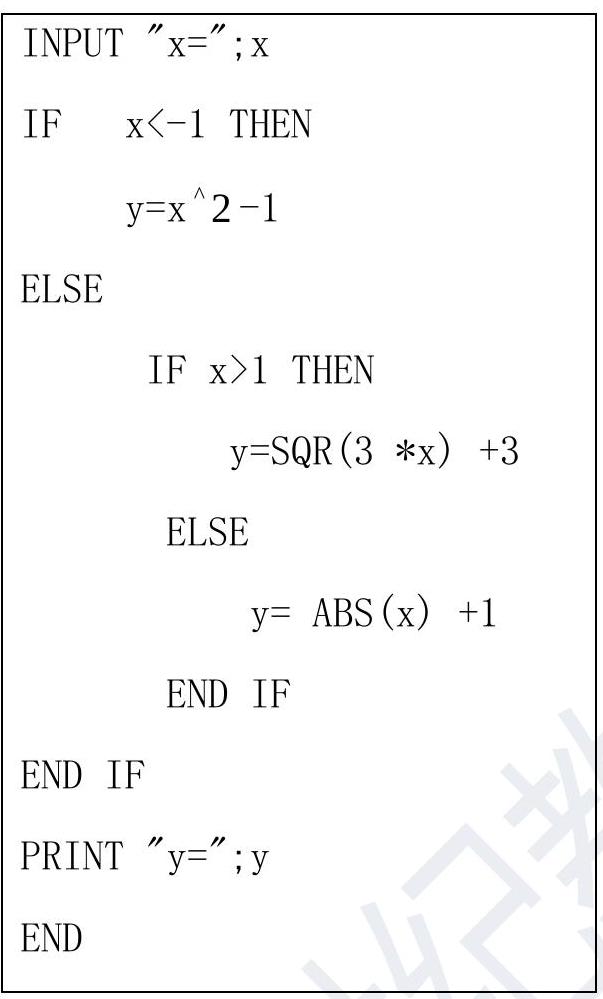 INPUT "x=";x
IF x<-1 THEN
y=x^2-1
ELSE
IF x>1 THEN
y=SQR(3 *x) +3
ELSE
y= ABS(x) +1
END IF
END IF
PRINT "y=";y
END